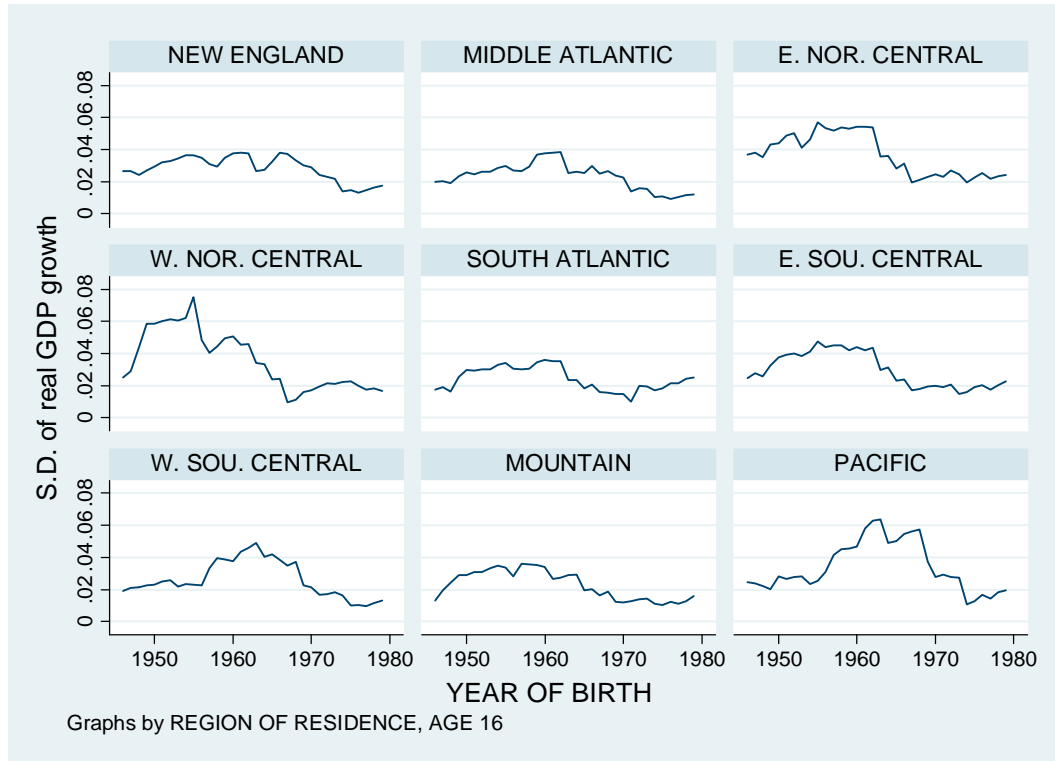 NEW ENGLAND
MIDDLE ATLANTIC
E. NOR. CENTRAL
0 .02 .04 .06 .08
W. NOR. CENTRAL
SOUTH ATLANTIC
E. SOU. CENTRAL
0 .02 .04 .06 .08
W. SOU. CENTRAL
MOUNTAIN
PACIFIC
0 .02 .04 .06 .08
S.D. of real GDP growth
1950 1960 1970 1980
1950 1960 1970 1980
1950 1960 1970 1980
YEAR OF BIRTH
Graphs by REGION OF RESIDENCE, AGE 16